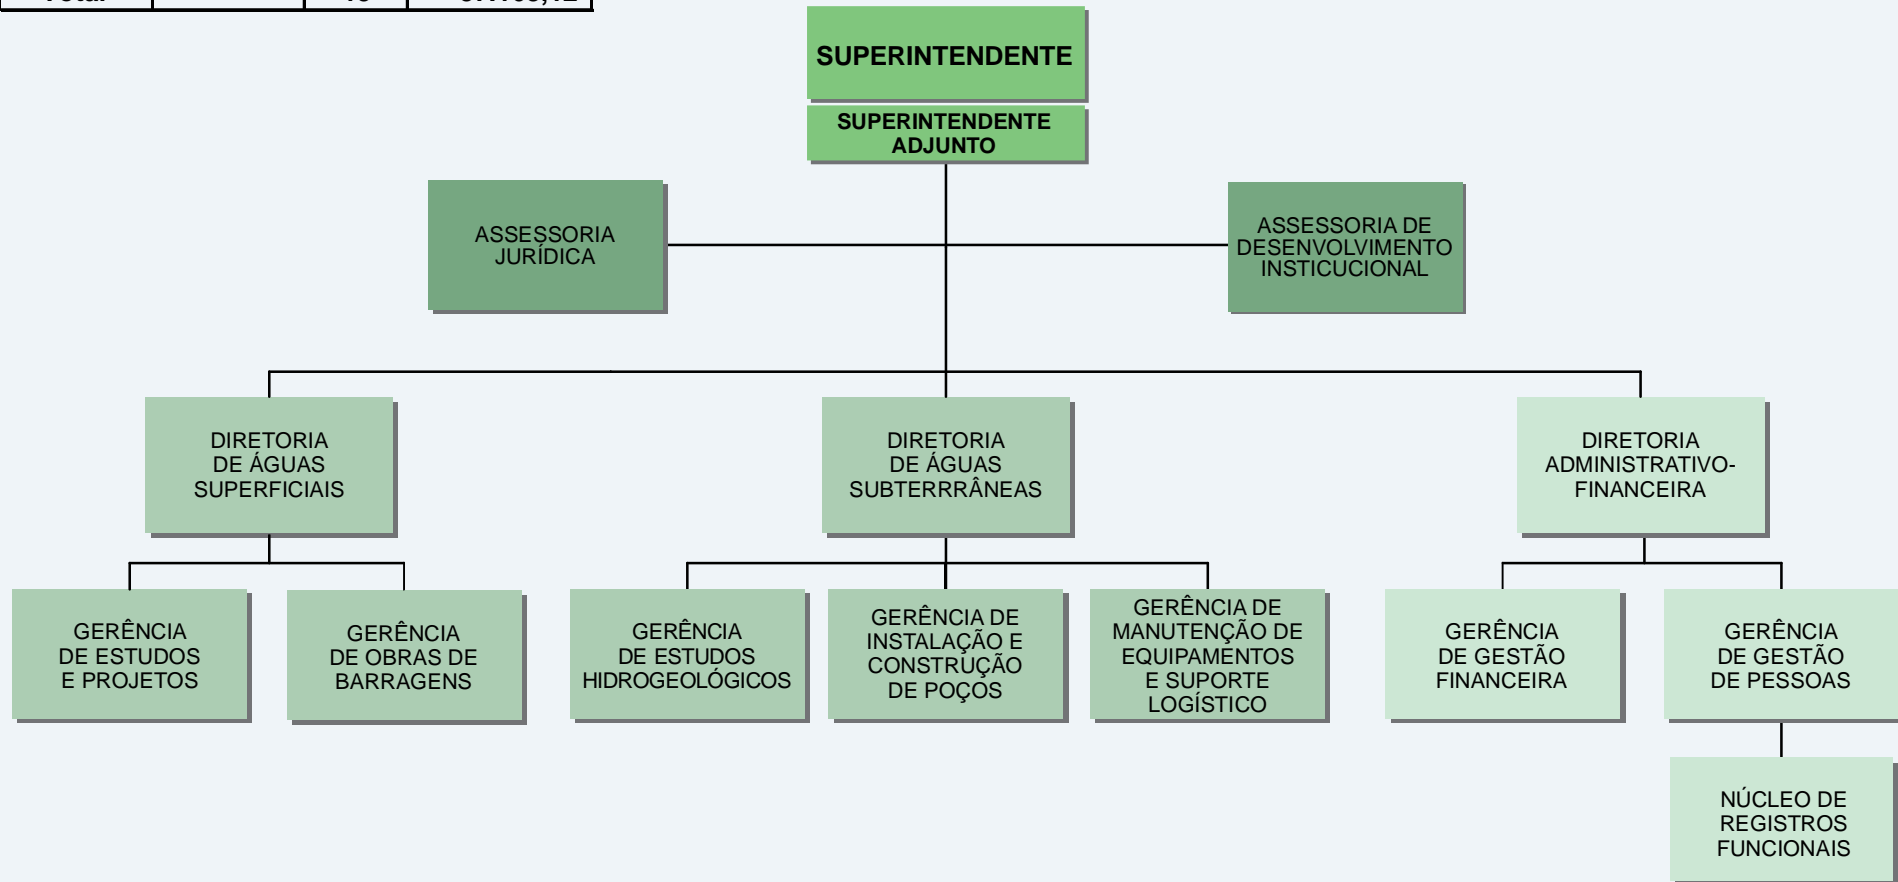 SUPERINTENDENTE
SUPERINTENDENTE
ADJUNTO
ASSESSORIA
JURÍDICA
ASSESSORIA DE
DESENVOLVIMENTO
INSTICUCIONAL
DIRETORIA
DE ÁGUAS
SUPERFICIAIS
DIRETORIA
DE ÁGUAS
SUBTERRRÂNEAS
DIRETORIA
ADMINISTRATIVO-
FINANCEIRA
GERÊNCIA
DE ESTUDOS
E PROJETOS
GERÊNCIA
DE OBRAS DE
BARRAGENS
GERÊNCIA
DE ESTUDOS
HIDROGEOLÓGICOS
GERÊNCIA DE
INSTALAÇÃO E
CONSTRUÇÃO
DE POÇOS
GERÊNCIA DE
MANUTENÇÃO DE
EQUIPAMENTOS
E SUPORTE
LOGÍSTICO
GERÊNCIA
DE GESTÃO
FINANCEIRA
GERÊNCIA
DE GESTÃO
DE PESSOAS
NÚCLEO DE
REGISTROS
FUNCIONAIS